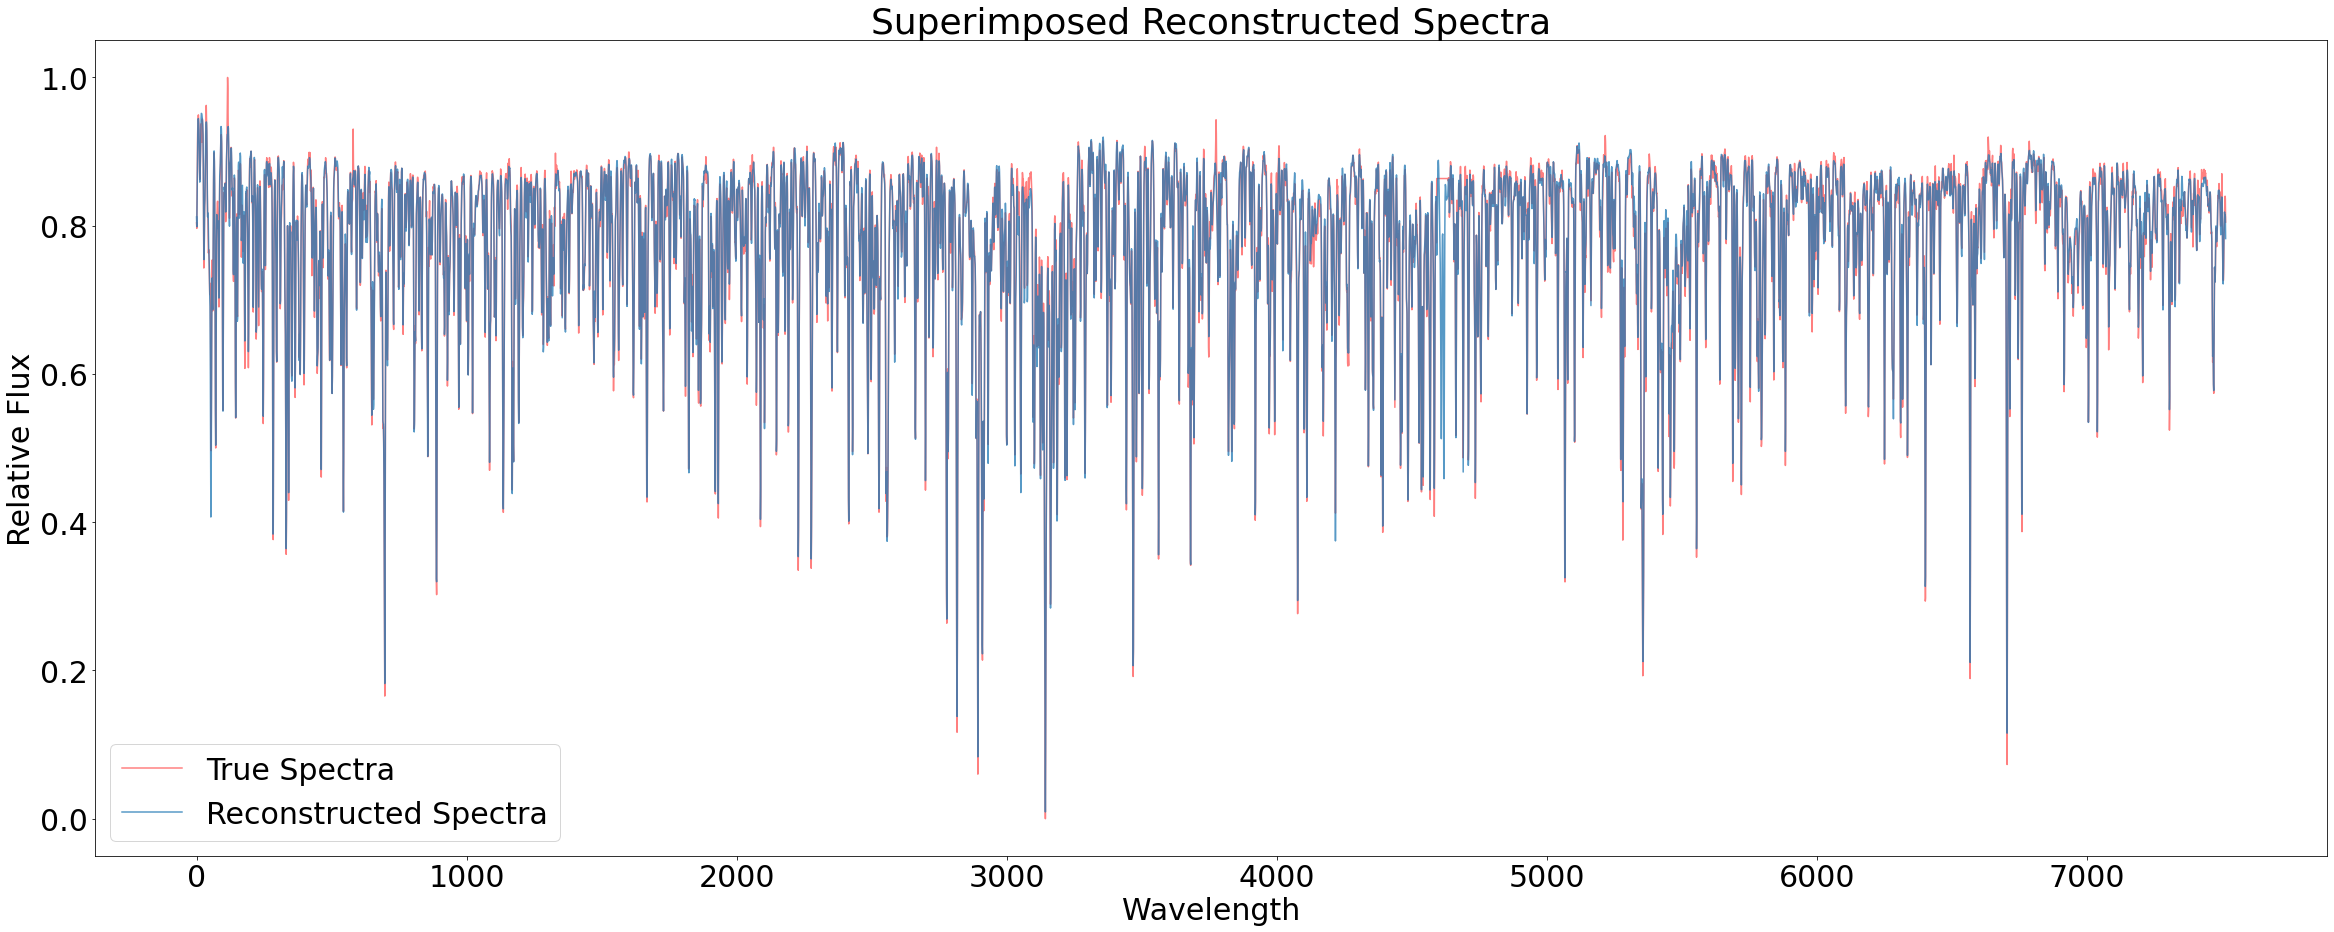 Superimposed Reconstructed Spectra
1.0
0.8
0.6
0.4
0.2
0.0
Relative Flux
True Spectra
Reconstructed Spectra
0 1000 2000 3000 4000 5000 6000 7000
Wavelength